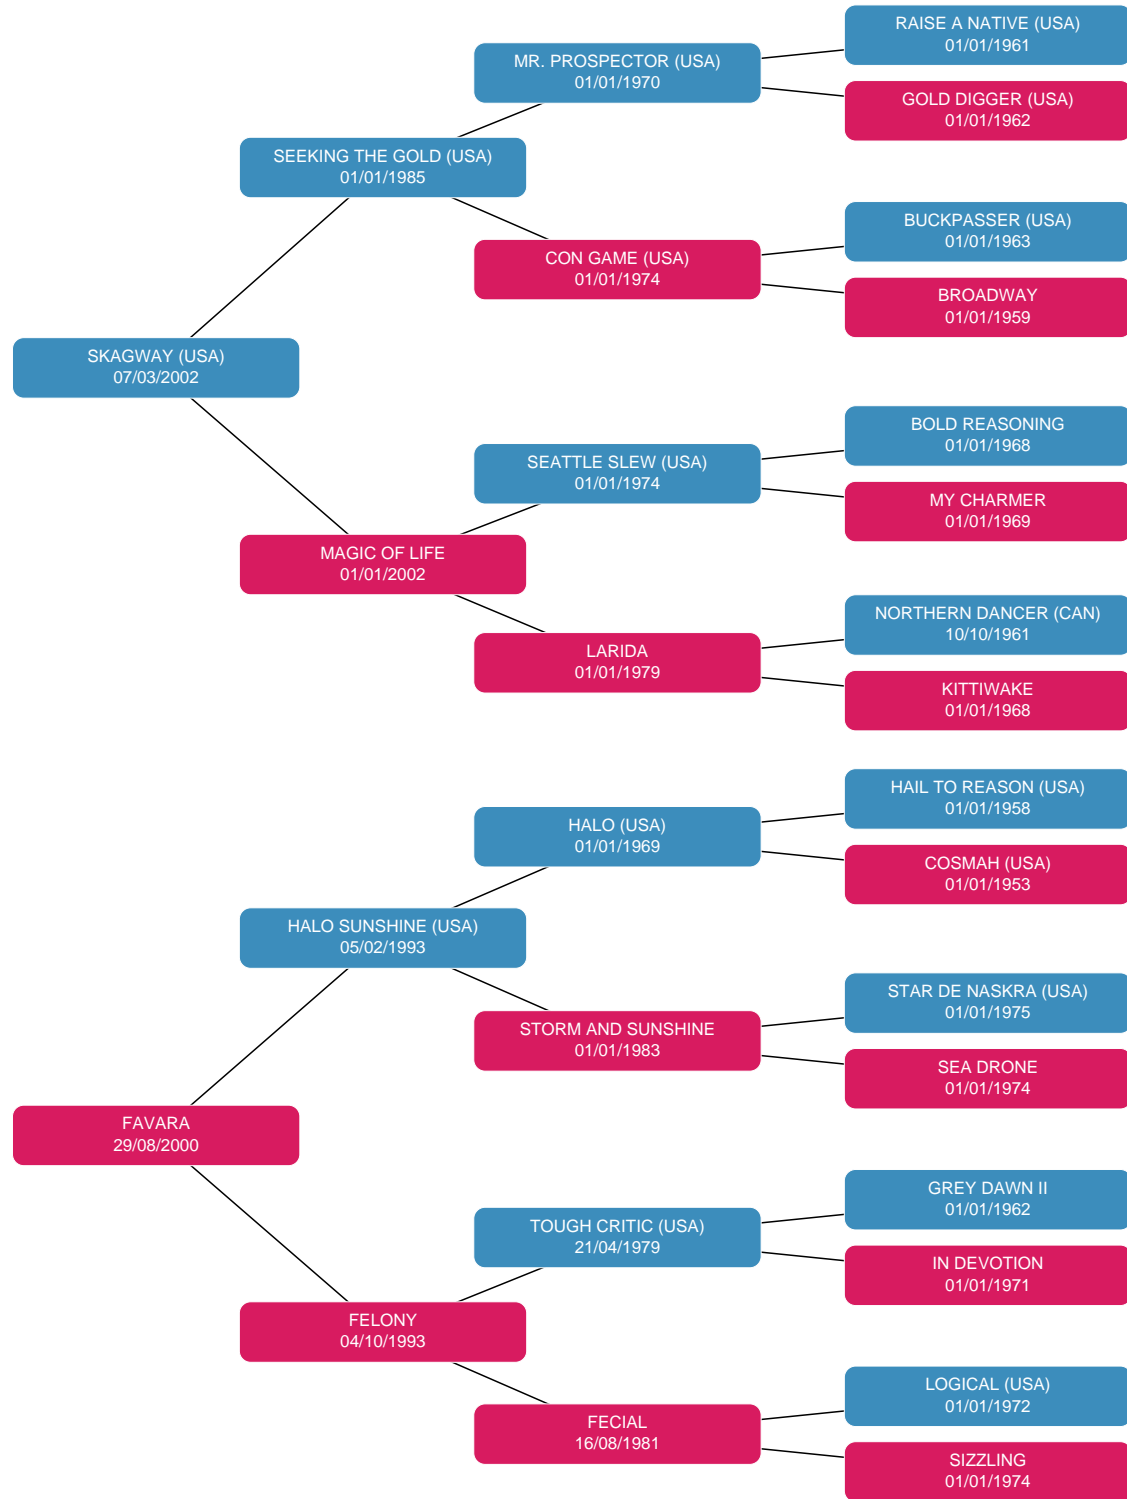 RAISE A NATIVE (USA)
01/01/1961
MR. PROSPECTOR (USA)
01/01/1970
GOLD DIGGER (USA)
01/01/1962
SEEKING THE GOLD (USA)
01/01/1985
BUCKPASSER (USA)
01/01/1963
CON GAME (USA)
01/01/1974
BROADWAY
01/01/1959
SKAGWAY (USA)
07/03/2002
BOLD REASONING
01/01/1968
SEATTLE SLEW (USA)
01/01/1974
MY CHARMER
01/01/1969
MAGIC OF LIFE
01/01/2002
NORTHERN DANCER (CAN)
10/10/1961
LARIDA
01/01/1979
KITTIWAKE
01/01/1968
HAIL TO REASON (USA)
01/01/1958
HALO (USA)
01/01/1969
COSMAH (USA)
01/01/1953
HALO SUNSHINE (USA)
05/02/1993
STAR DE NASKRA (USA)
01/01/1975
STORM AND SUNSHINE
01/01/1983
SEA DRONE
01/01/1974
FAVARA
29/08/2000
GREY DAWN II
01/01/1962
TOUGH CRITIC (USA)
21/04/1979
IN DEVOTION
01/01/1971
FELONY
04/10/1993
LOGICAL (USA)
01/01/1972
FECIAL
16/08/1981
SIZZLING
01/01/1974